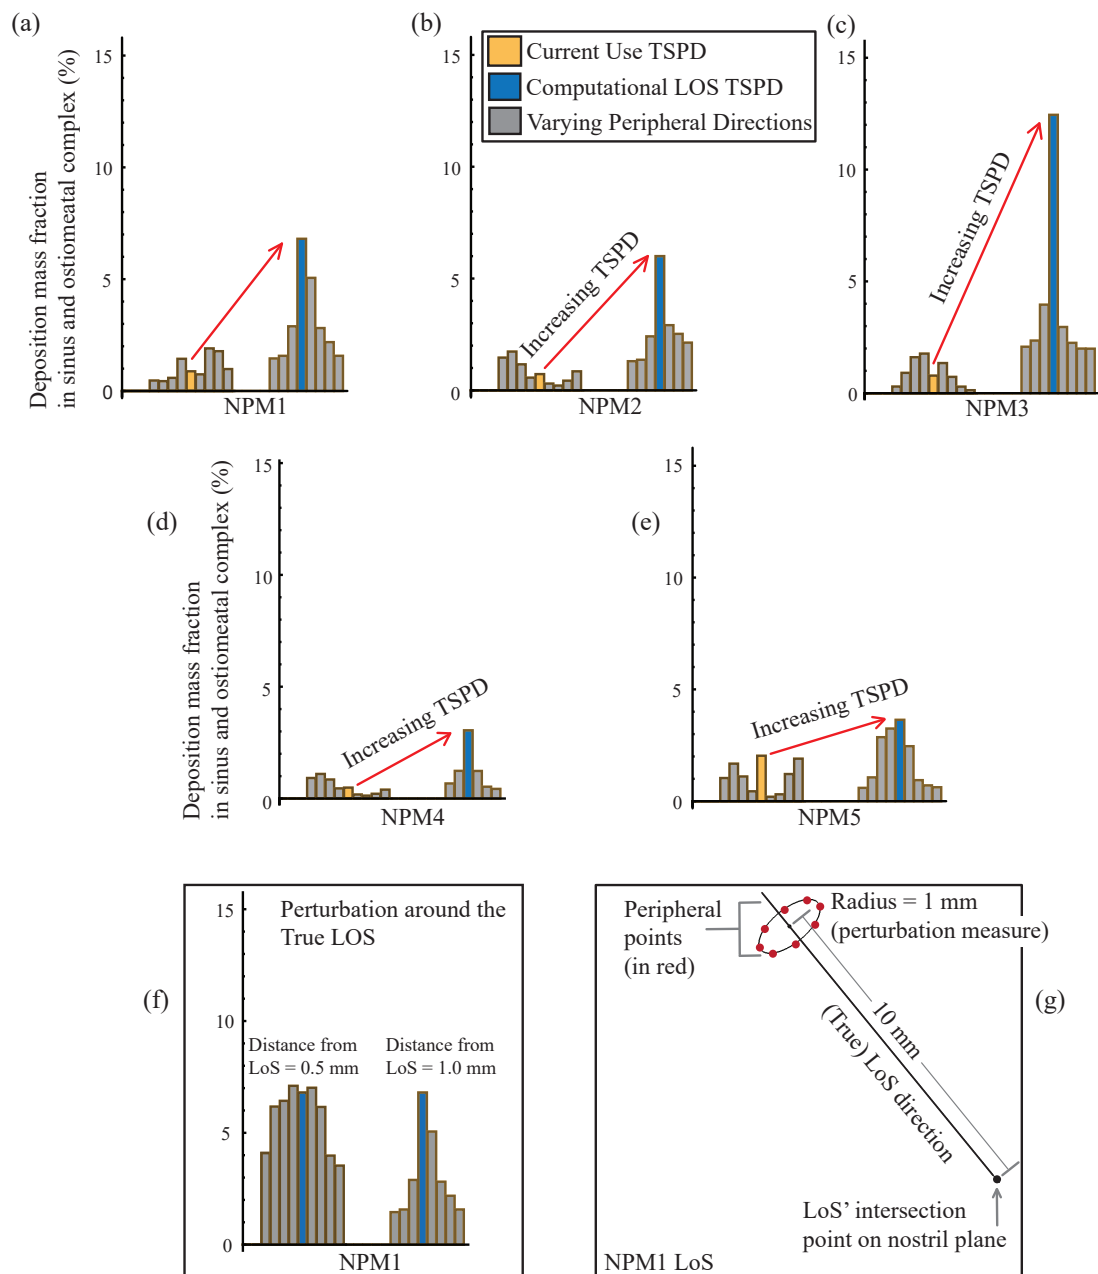 (a)
(b)
(c)
Current Use TSPD
Computational LOS TSPD
Varying Peripheral Directions
Deposition mass fraction
in sinus and ostiomeatal complex (%)
15
10
5
0
NPM1
15
10
5
0
Increasing TSPD
NPM2
15
10
5
0
Increasing TSPD
NPM3
(d)
Deposition mass fraction
in sinus and ostiomeatal complex (%)
15
10
5
0
Increasing TSPD
NPM4
(e)
15
10
5
0
Increasing TSPD
NPM5
(f)
15
10
5
0
Perturbation around the
True LOS
Distance from
LoS = 0.5 mm
Distance from
LoS = 1.0 mm
NPM1
(g)
Peripheral
points
(in red)
Radius = 1 mm
(perturbation measure)
10 mm
(True) LoS direction
LoS’ intersection
point on nostril plane
NPM1 LoS